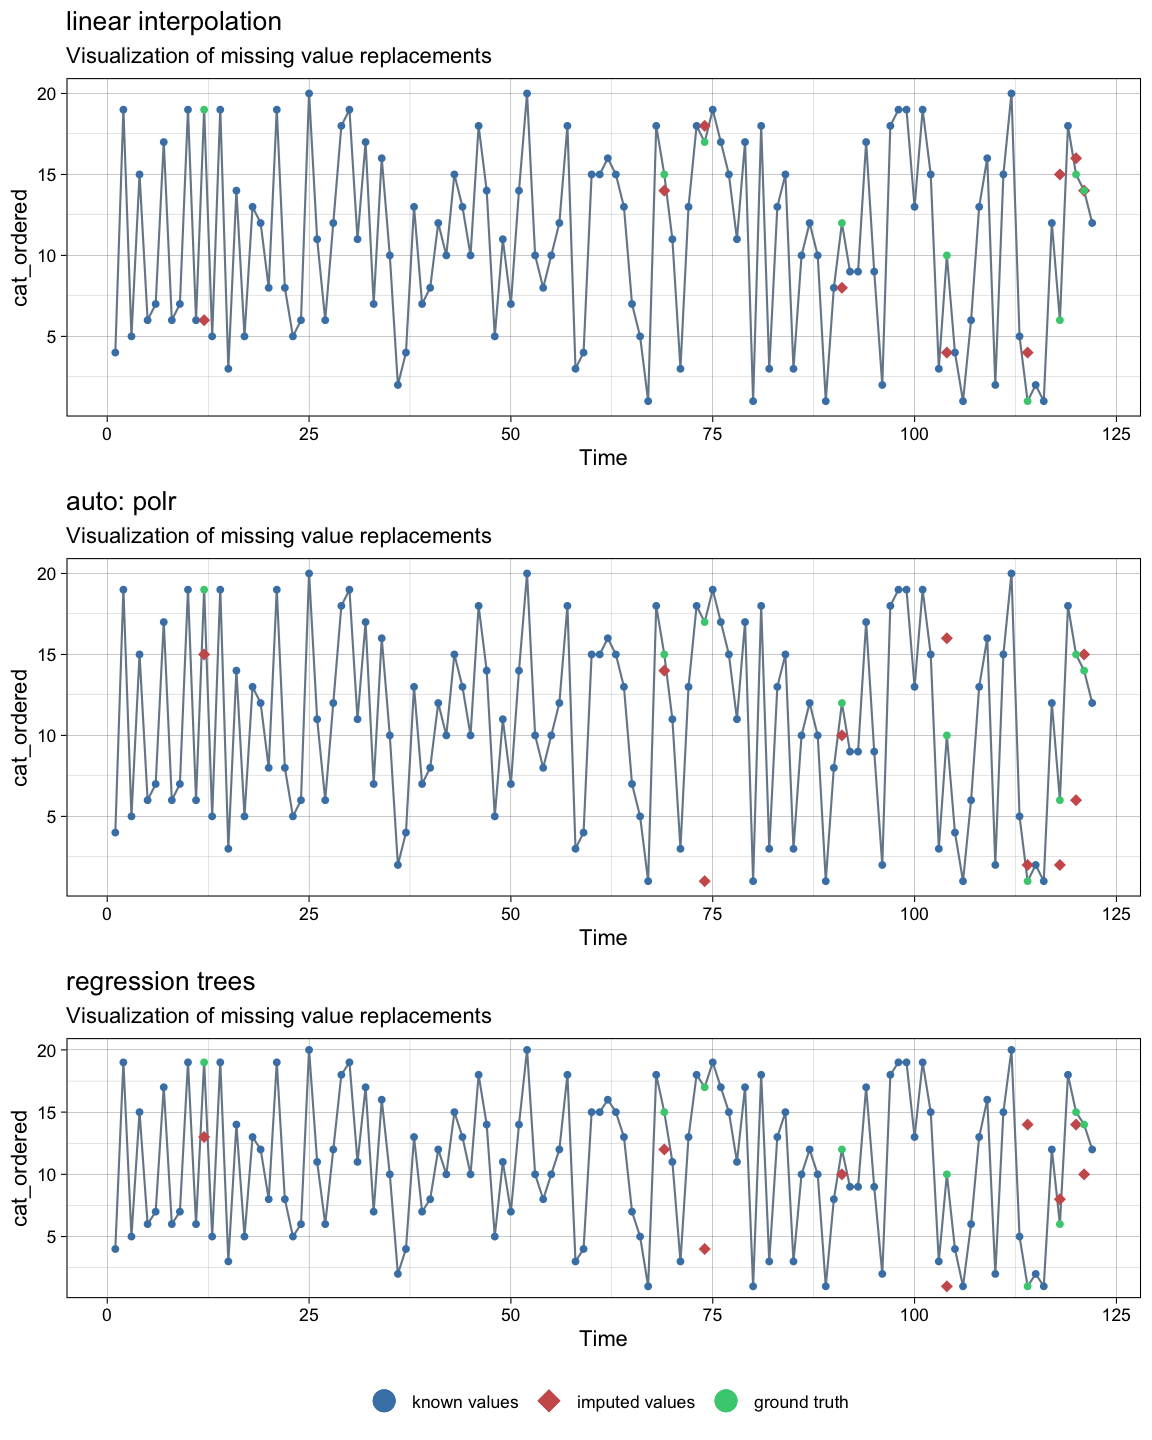 linear interpolation
Visualization of missing value replacements
20
15
10
5
cat_ordered
0 25 50 75 100 125
Time
auto: polr
Visualization of missing value replacements
20
15
10
5
cat_ordered
0 25 50 75 100 125
Time
regression trees
Visualization of missing value replacements
20
15
10
5
cat_ordered
0 25 50 75 100 125
Time
known values imputed values ground truth